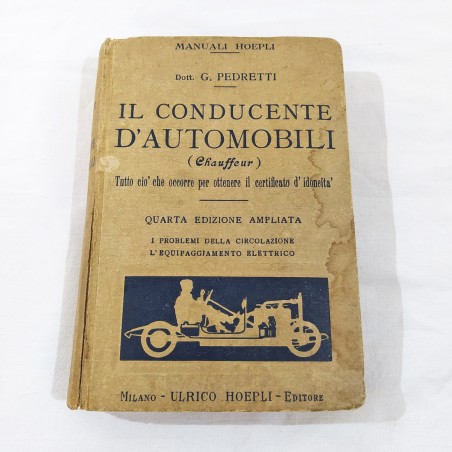 MANUALI HOEPLI
DOTT. G. PEDRETTI
IL CONDUCENTE
D'AUTOMOBILI
(Chauffeur)
Tutto cio' che occorre per ottenere il certificato d'idoneita'
QUARTA EDIZIONE AMPLIATA
I PROBLEMI DELLA CIRCOLAZIONE
L'EQUIPAGGIAMENTO ELETTRICO
MILANO - ULRICO HOEPLI - EDITORE